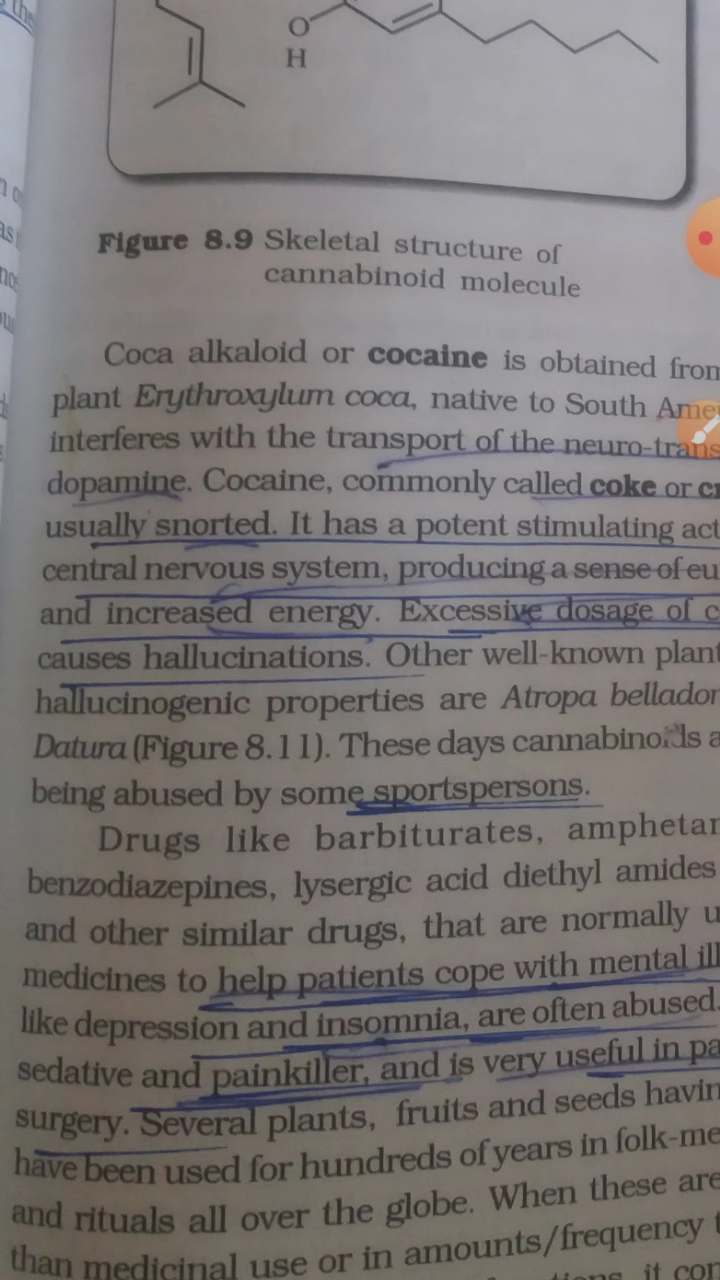 O
H
Figure 8.9 Skeletal structure of
cannabinoid molecule
Coca alkaloid or cocaine is obtained from
plant Erythroxylum coca, native to South
interferes with the transport of the
dopamine. Cocaine, commonly called coke or
usually snorted. It has a potent stimulating
central nervous system, producing a sense of
and increased energy. Excessive dosage of
causes hallucinations. Other well-known
hallucinogenic properties are Atropa
Datura (Figure 8.11). These days cannabinoids
being abused by some sportspersons.
Drugs like barbiturates,
benzodiazepines, lysergic acid diethyl amides
and other similar drugs, that are normally
medicines to help patients cope with mental
like depression and insomnia, are often abused.
sedative and painkiller, and is very useful in
surgery. Several plants, fruits and seeds
have been used for hundreds of years in
and rituals all over the globe. When these are
than medicinal use or in amounts/frequency
it